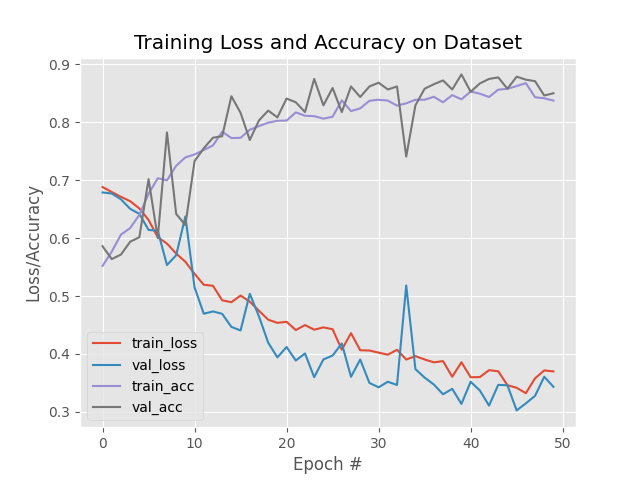 Training Loss and Accuracy on Dataset
Loss/Accuracy
0.9
0.8
0.7
0.6
0.5
0.4
0.3
train_loss
val_loss
train_acc
val_acc
0 10 20 30 40 50
Epoch #